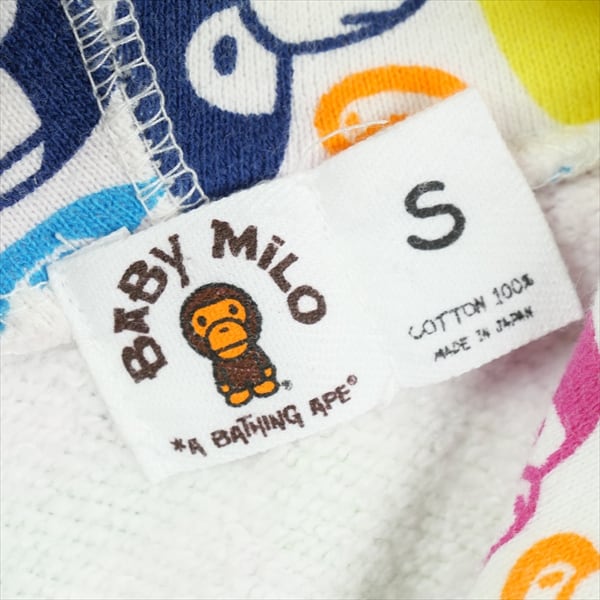 BABY MiLO
®
*A BATHING APE®
S
COTTON 100%
MADE IN JAPAN